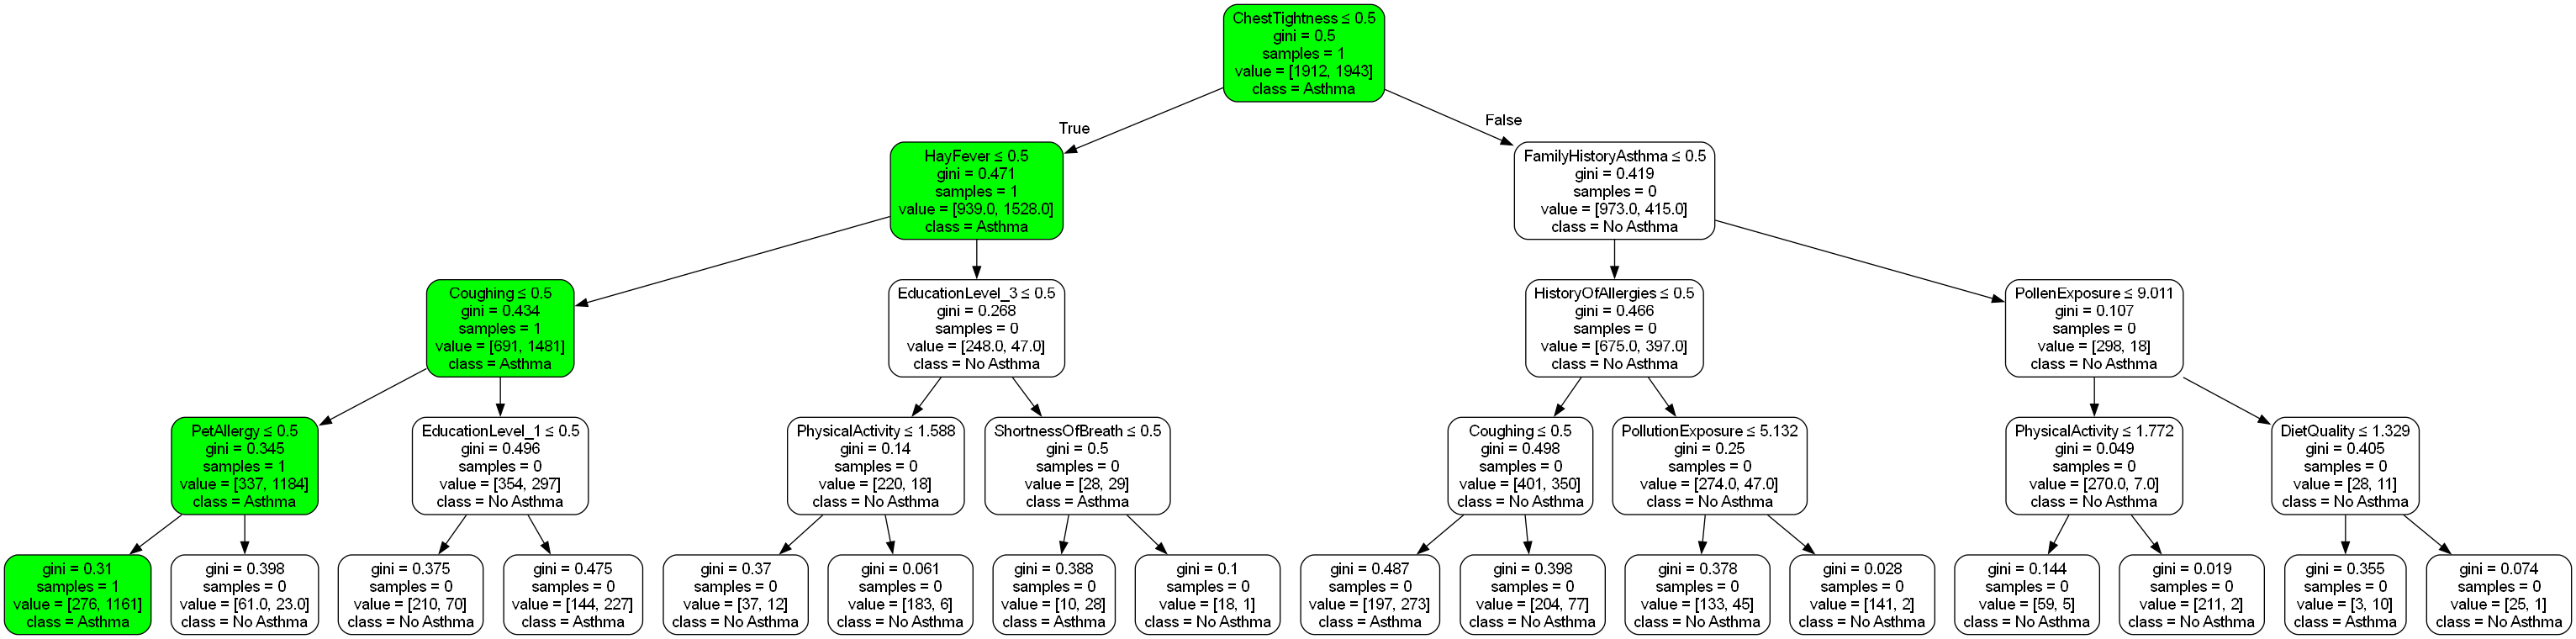 ChestTightness ≤ 0.5
gini = 0.5
samples = 1
value = [1912, 1943]
class = Asthma
True
False
HayFever ≤ 0.5
gini = 0.471
samples = 1
value = [939.0, 1528.0]
class = Asthma
FamilyHistoryAsthma ≤ 0.5
gini = 0.419
samples = 0
value = [973.0, 415.0]
class = No Asthma
Coughing ≤ 0.5
gini = 0.434
samples = 1
value = [691, 1481]
class = Asthma
EducationLevel_3 ≤ 0.5
gini = 0.268
samples = 0
value = [248.0, 47.0]
class = No Asthma
HistoryOfAllergies ≤ 0.5
gini = 0.466
samples = 0
value = [675.0, 397.0]
class = No Asthma
PollenExposure ≤ 9.011
gini = 0.107
samples = 0
value = [298, 18]
class = No Asthma
PetAllergy ≤ 0.5
gini = 0.345
samples = 1
value = [337, 1184]
class = Asthma
EducationLevel_1 ≤ 0.5
gini = 0.496
samples = 0
value = [354, 297]
class = No Asthma
PhysicalActivity ≤ 1.588
gini = 0.14
samples = 0
value = [220, 18]
class = No Asthma
ShortnessOfBreath ≤ 0.5
gini = 0.5
samples = 0
value = [28, 29]
class = Asthma
Coughing ≤ 0.5
gini = 0.498
samples = 0
value = [401, 350]
class = No Asthma
PollutionExposure ≤ 5.132
gini = 0.25
samples = 0
value = [274.0, 47.0]
class = No Asthma
PhysicalActivity ≤ 1.772
gini = 0.049
samples = 0
value = [270.0, 7.0]
class = No Asthma
DietQuality ≤ 1.329
gini = 0.405
samples = 0
value = [28, 11]
class = No Asthma
gini = 0.31
samples = 1
value = [276, 1161]
class = Asthma
gini = 0.398
samples = 0
value = [61.0, 23.0]
class = No Asthma
gini = 0.375
samples = 0
value = [210, 70]
class = No Asthma
gini = 0.475
samples = 0
value = [144, 227]
class = Asthma
gini = 0.37
samples = 0
value = [37, 12]
class = No Asthma
gini = 0.061
samples = 0
value = [183, 6]
class = No Asthma
gini = 0.388
samples = 0
value = [10, 28]
class = Asthma
gini = 0.1
samples = 0
value = [18, 1]
class = No Asthma
gini = 0.487
samples = 0
value = [197, 273]
class = Asthma
gini = 0.398
samples = 0
value = [204, 77]
class = No Asthma
gini = 0.378
samples = 0
value = [133, 45]
class = No Asthma
gini = 0.028
samples = 0
value = [141, 2]
class = No Asthma
gini = 0.144
samples = 0
value = [59, 5]
class = No Asthma
gini = 0.019
samples = 0
value = [211, 2]
class = No Asthma
gini = 0.355
samples = 0
value = [3, 10]
class = Asthma
gini = 0.074
samples = 0
value = [25, 1]
class = No Asthma